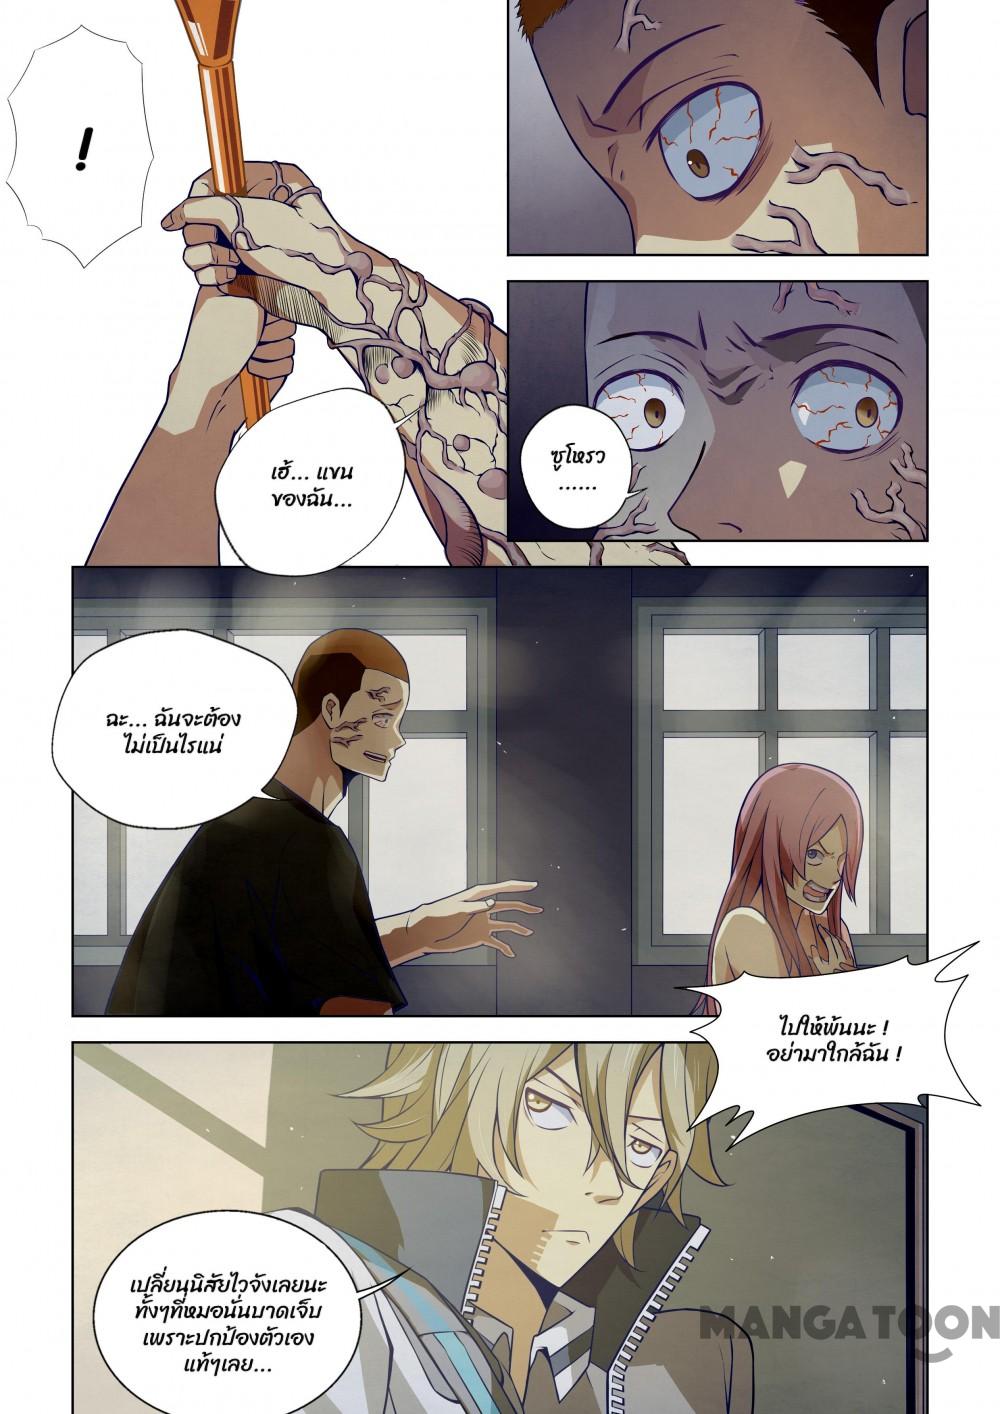 !
เฮ้... แขน
ของฉัน...
ซูโหรว
......
ฉะ... ฉันจะต้อง
ไม่เป็นไรแน่
ไปให้พ้นนะ !
อย่ามาใกล้ฉัน !
เปลี่ยนนิสัยไวจังเลยนะ
ทั้งๆที่หมอนั่นบาดเจ็บ
เพราะปกป้องตัวเอง
แท้ๆเลย...
MANGATOON